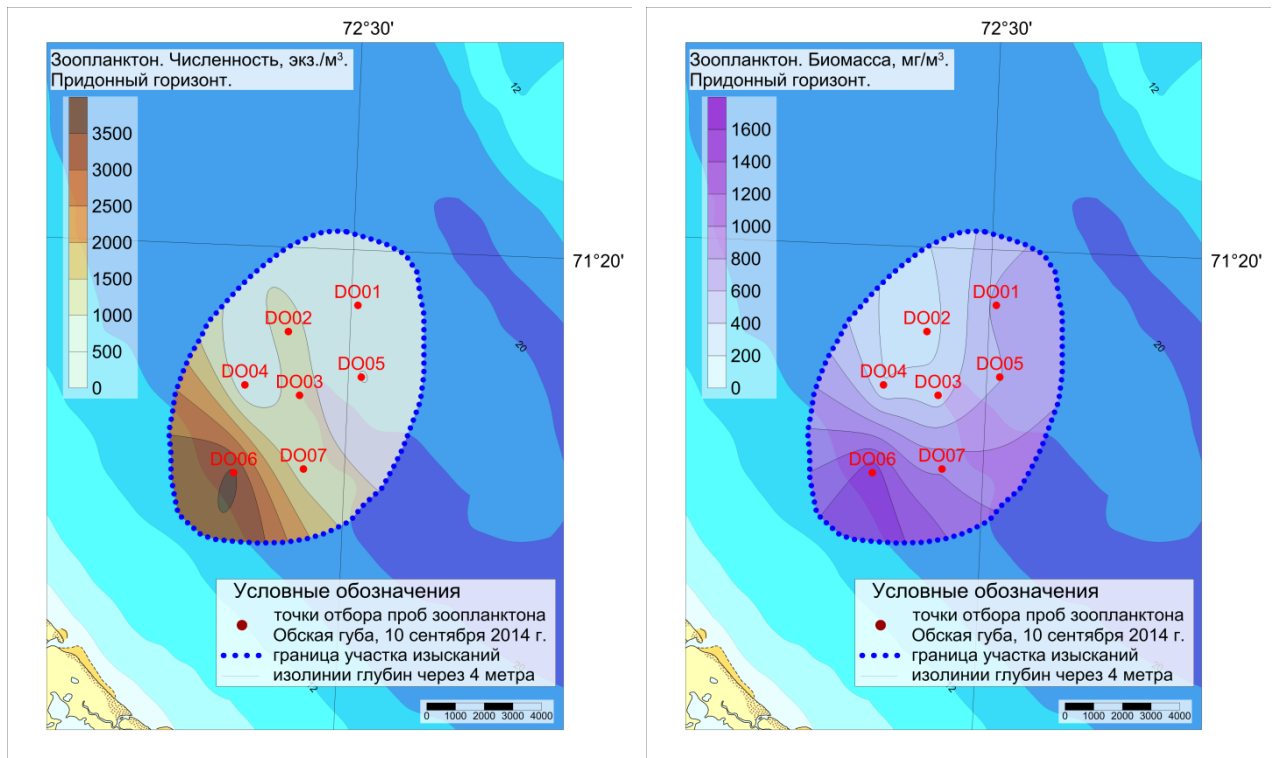 72°30'
Зоопланктон. Численность, экз./м³.
Придонный горизонт.
3500
3000
2500
2000
1500
1000
500
0
12
71°20'
DO01
DO02
20
DO05
DO04
DO03
DO06
DO07
Условные обозначения
точки отбора проб зоопланктона
Обская губа, 10 сентября 2014 г.
граница участка изысканий
изолинии глубин через 4 метра
20
12
0 1000 2000 3000 4000
72°30'
Зоопланктон. Биомасса, мг/м³.
Придонный горизонт.
1600
1400
1200
1000
800
600
400
200
0
12
71°20'
DO01
DO02
20
DO05
DO04
DO03
DO06
DO07
Условные обозначения
точки отбора проб зоопланктона
Обская губа, 10 сентября 2014 г.
граница участка изысканий
изолинии глубин через 4 метра
20
12
0 1000 2000 3000 4000